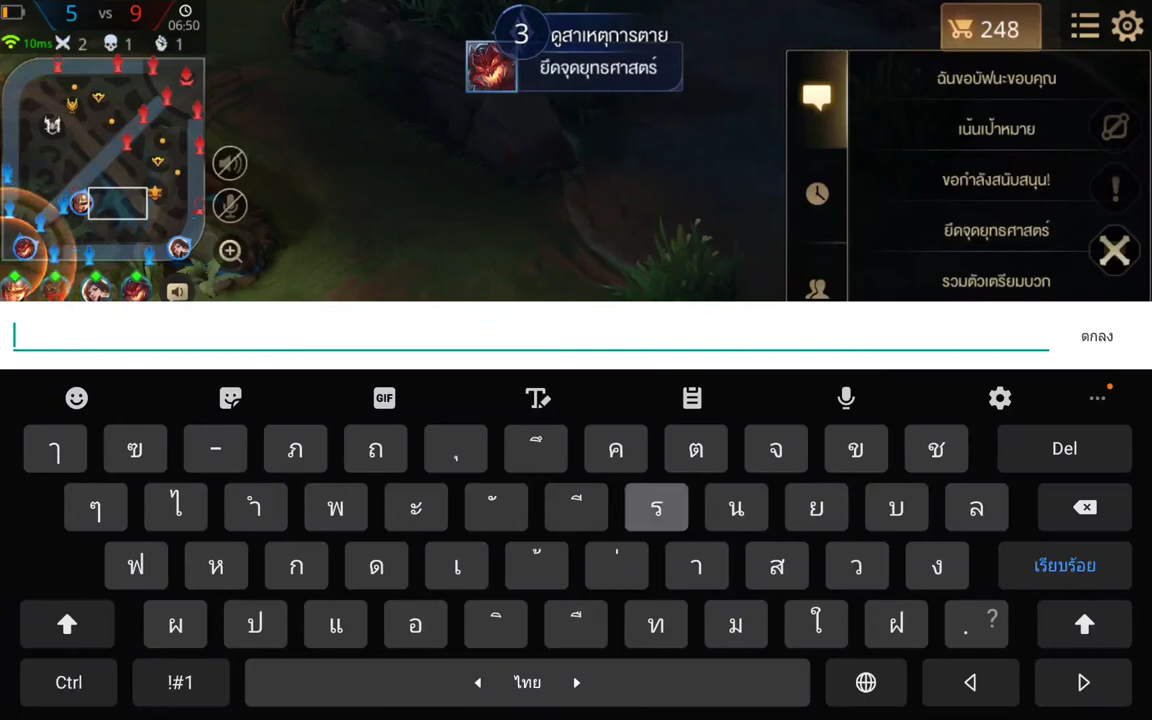 5 vs 9
06:50
10ms 2 1 1
3 ดูสาเหตุการตาย
ยึดจุดยุทธศาสตร์
248
ฉันขอบัฟนะขอบคุณ
เน้นเป้าหมาย
ขอกำลังสนับสนุน!
ยึดจุดยุทธศาสตร์
รวมตัวเตรียมบวก
ตกลง
GIF
ๅ ฃ - ภ ถ ุ ึ ค ต จ ข ช Del
ๆ ไ ำ พ ะ ั ี ร น ย บ ล
ฟ ห ก ด เ ้ ่ า ส ว ง เรียบร้อย
ผ ป แ อ ิ ื ท ม ใ ฝ . ?
Ctrl !#1 ไทย